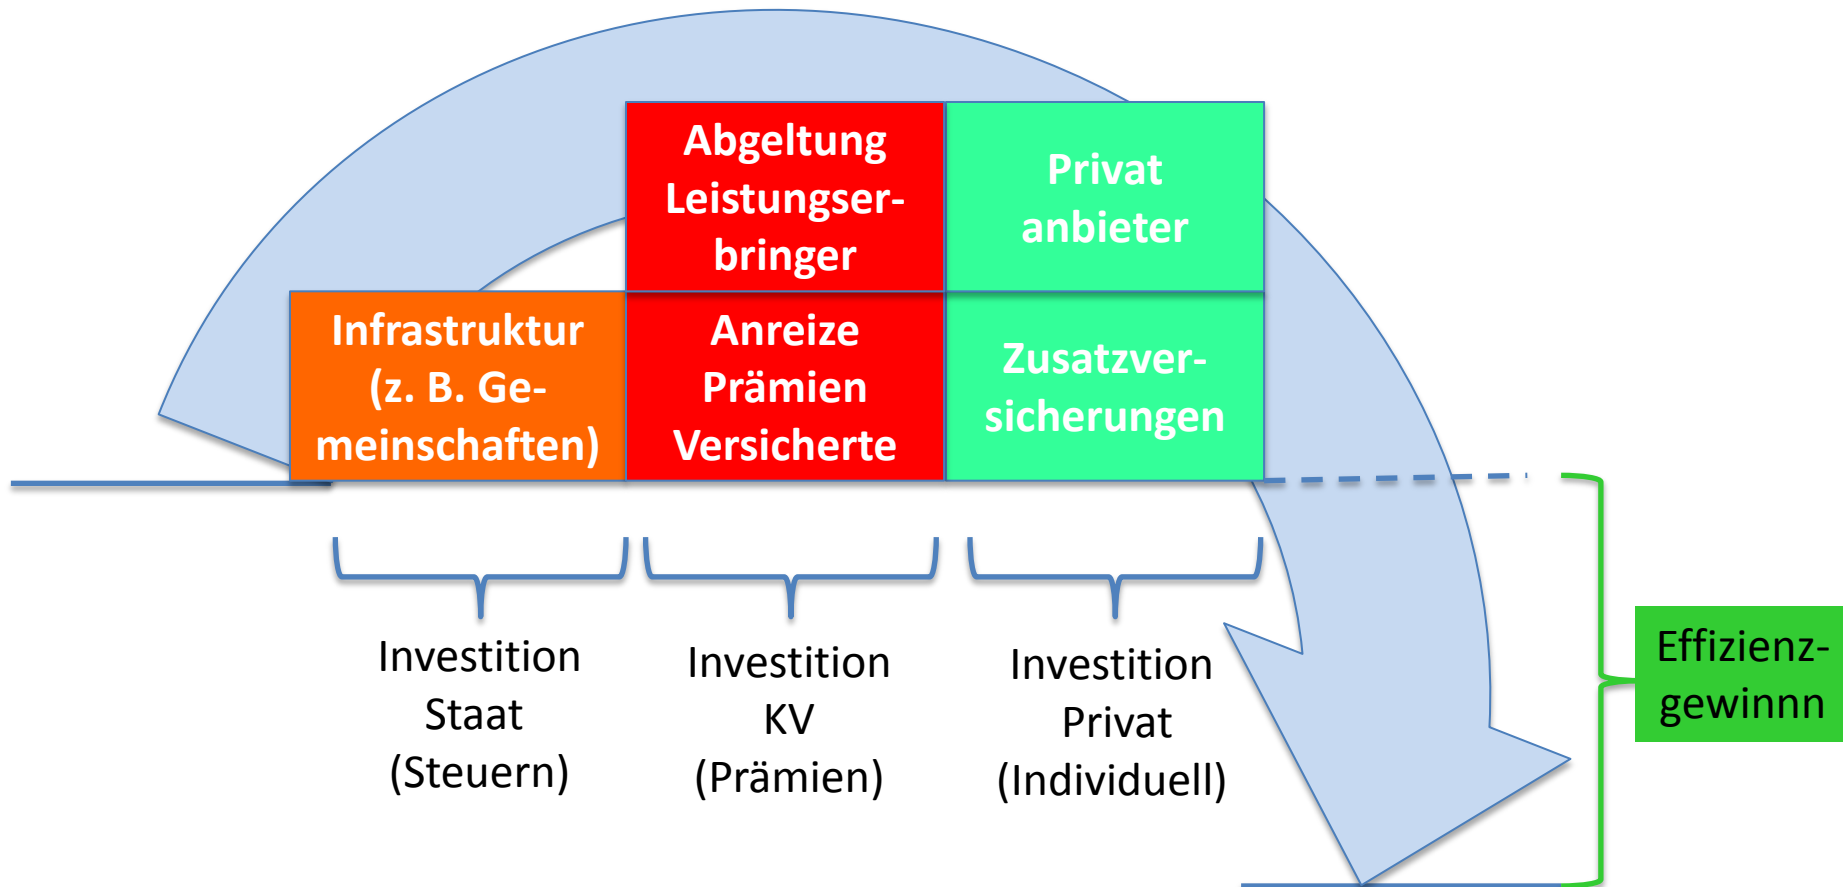 Abgeltung
Leistungser-
bringer
Privat
anbieter
Infrastruktur
(z. B. Ge-
meinschaften)
Anreize
Prämien
Versicherte
Zusatzver-
sicherungen
Investition
Staat
(Steuern)
Investition
KV
(Prämien)
Investition
Privat
(Individuell)
Effizienz-
gewinnn